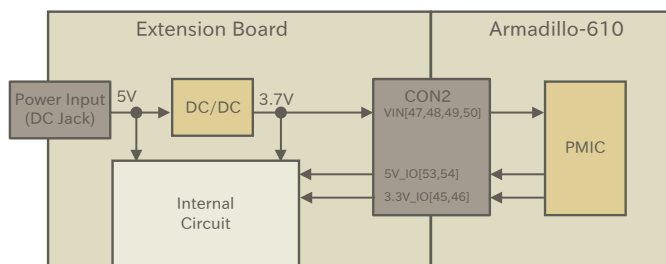 Extension Board
Armadillo-610
Power Input
(DC Jack)
5V
DC/DC
3.7V
CON2
VIN[47,48,49,50]
PMIC
5V_IO[53,54]
3.3V_IO[45,46]
Internal
Circuit